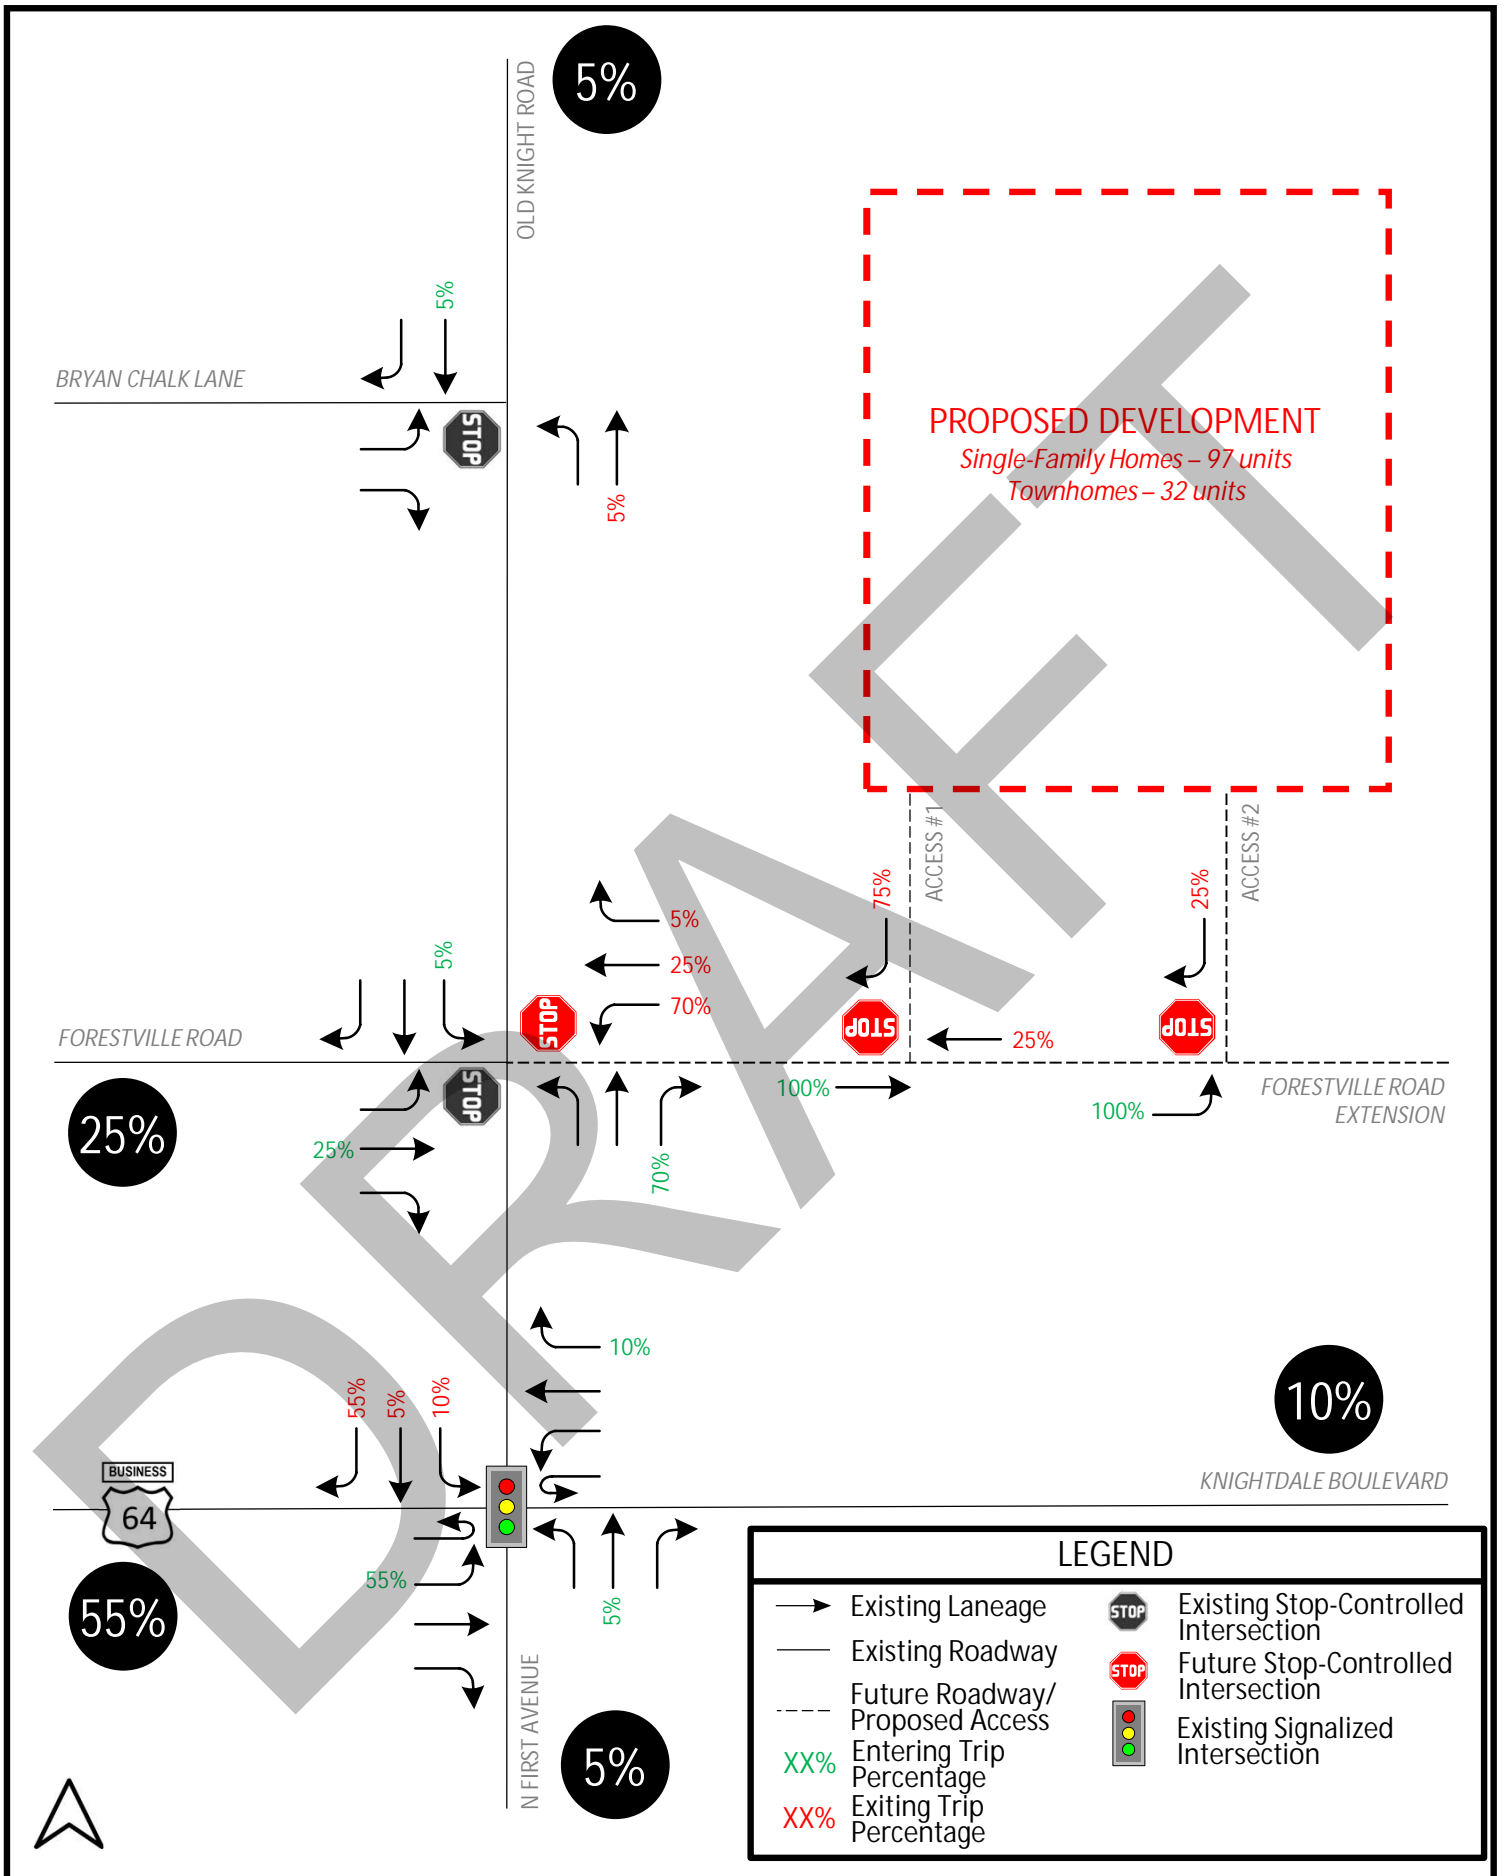 5%
OLD KNIGHT ROAD
5%
BRYAN CHALK LANE
STOP
5%
PROPOSED DEVELOPMENT
Single-Family Homes – 97 units
Townhomes – 32 units
ACCESS #1
ACCESS #2
75%
25%
5%
25%
70%
5%
STOP
STOP
STOP
FORESTVILLE ROAD
25%
STOP
100%
100%
FORESTVILLE ROAD
EXTENSION
25%
25%
70%
10%
55%
5%
10%
10%
BUSINESS
64
KNIGHTDALE BOULEVARD
55%
55%
5%
N FIRST AVENUE
5%
LEGEND
Existing Laneage
Existing Roadway
Future Roadway/
Proposed Access
XX% Entering Trip
Percentage
XX% Exiting Trip
Percentage
STOP Existing Stop-Controlled
Intersection
STOP Future Stop-Controlled
Intersection
Existing Signalized
Intersection
DRAFT